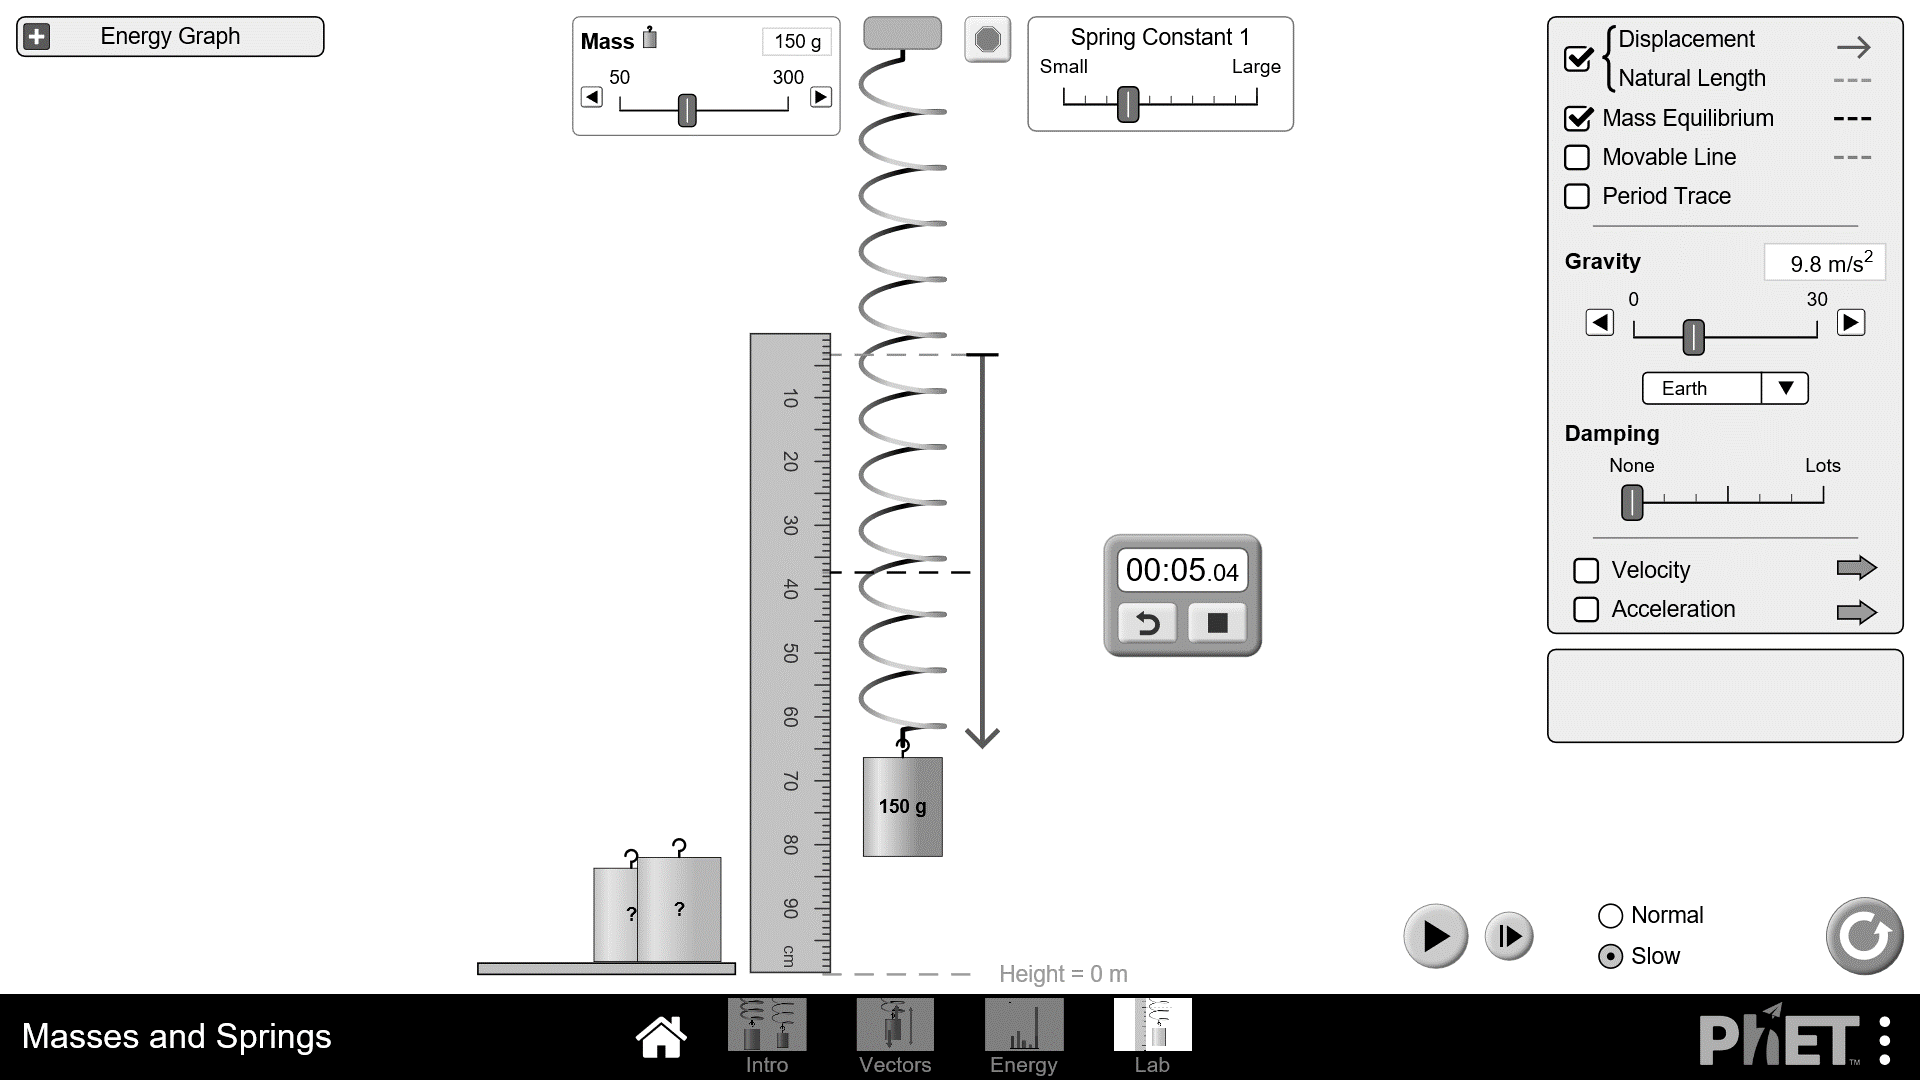 Energy Graph
Mass 150 g
50 300
Spring Constant 1
Small Large
Displacement
Natural Length
Mass Equilibrium
Movable Line
Period Trace
Gravity 9.8 m/s²
0 30
Earth
Damping
None Lots
Velocity
Acceleration
10
20
30
40
50
60
70
80
90
cm
00:05.04
150 g
?
?
Height = 0 m
Normal
Slow
Masses and Springs
Intro
Vectors
Energy
Lab
PhET™